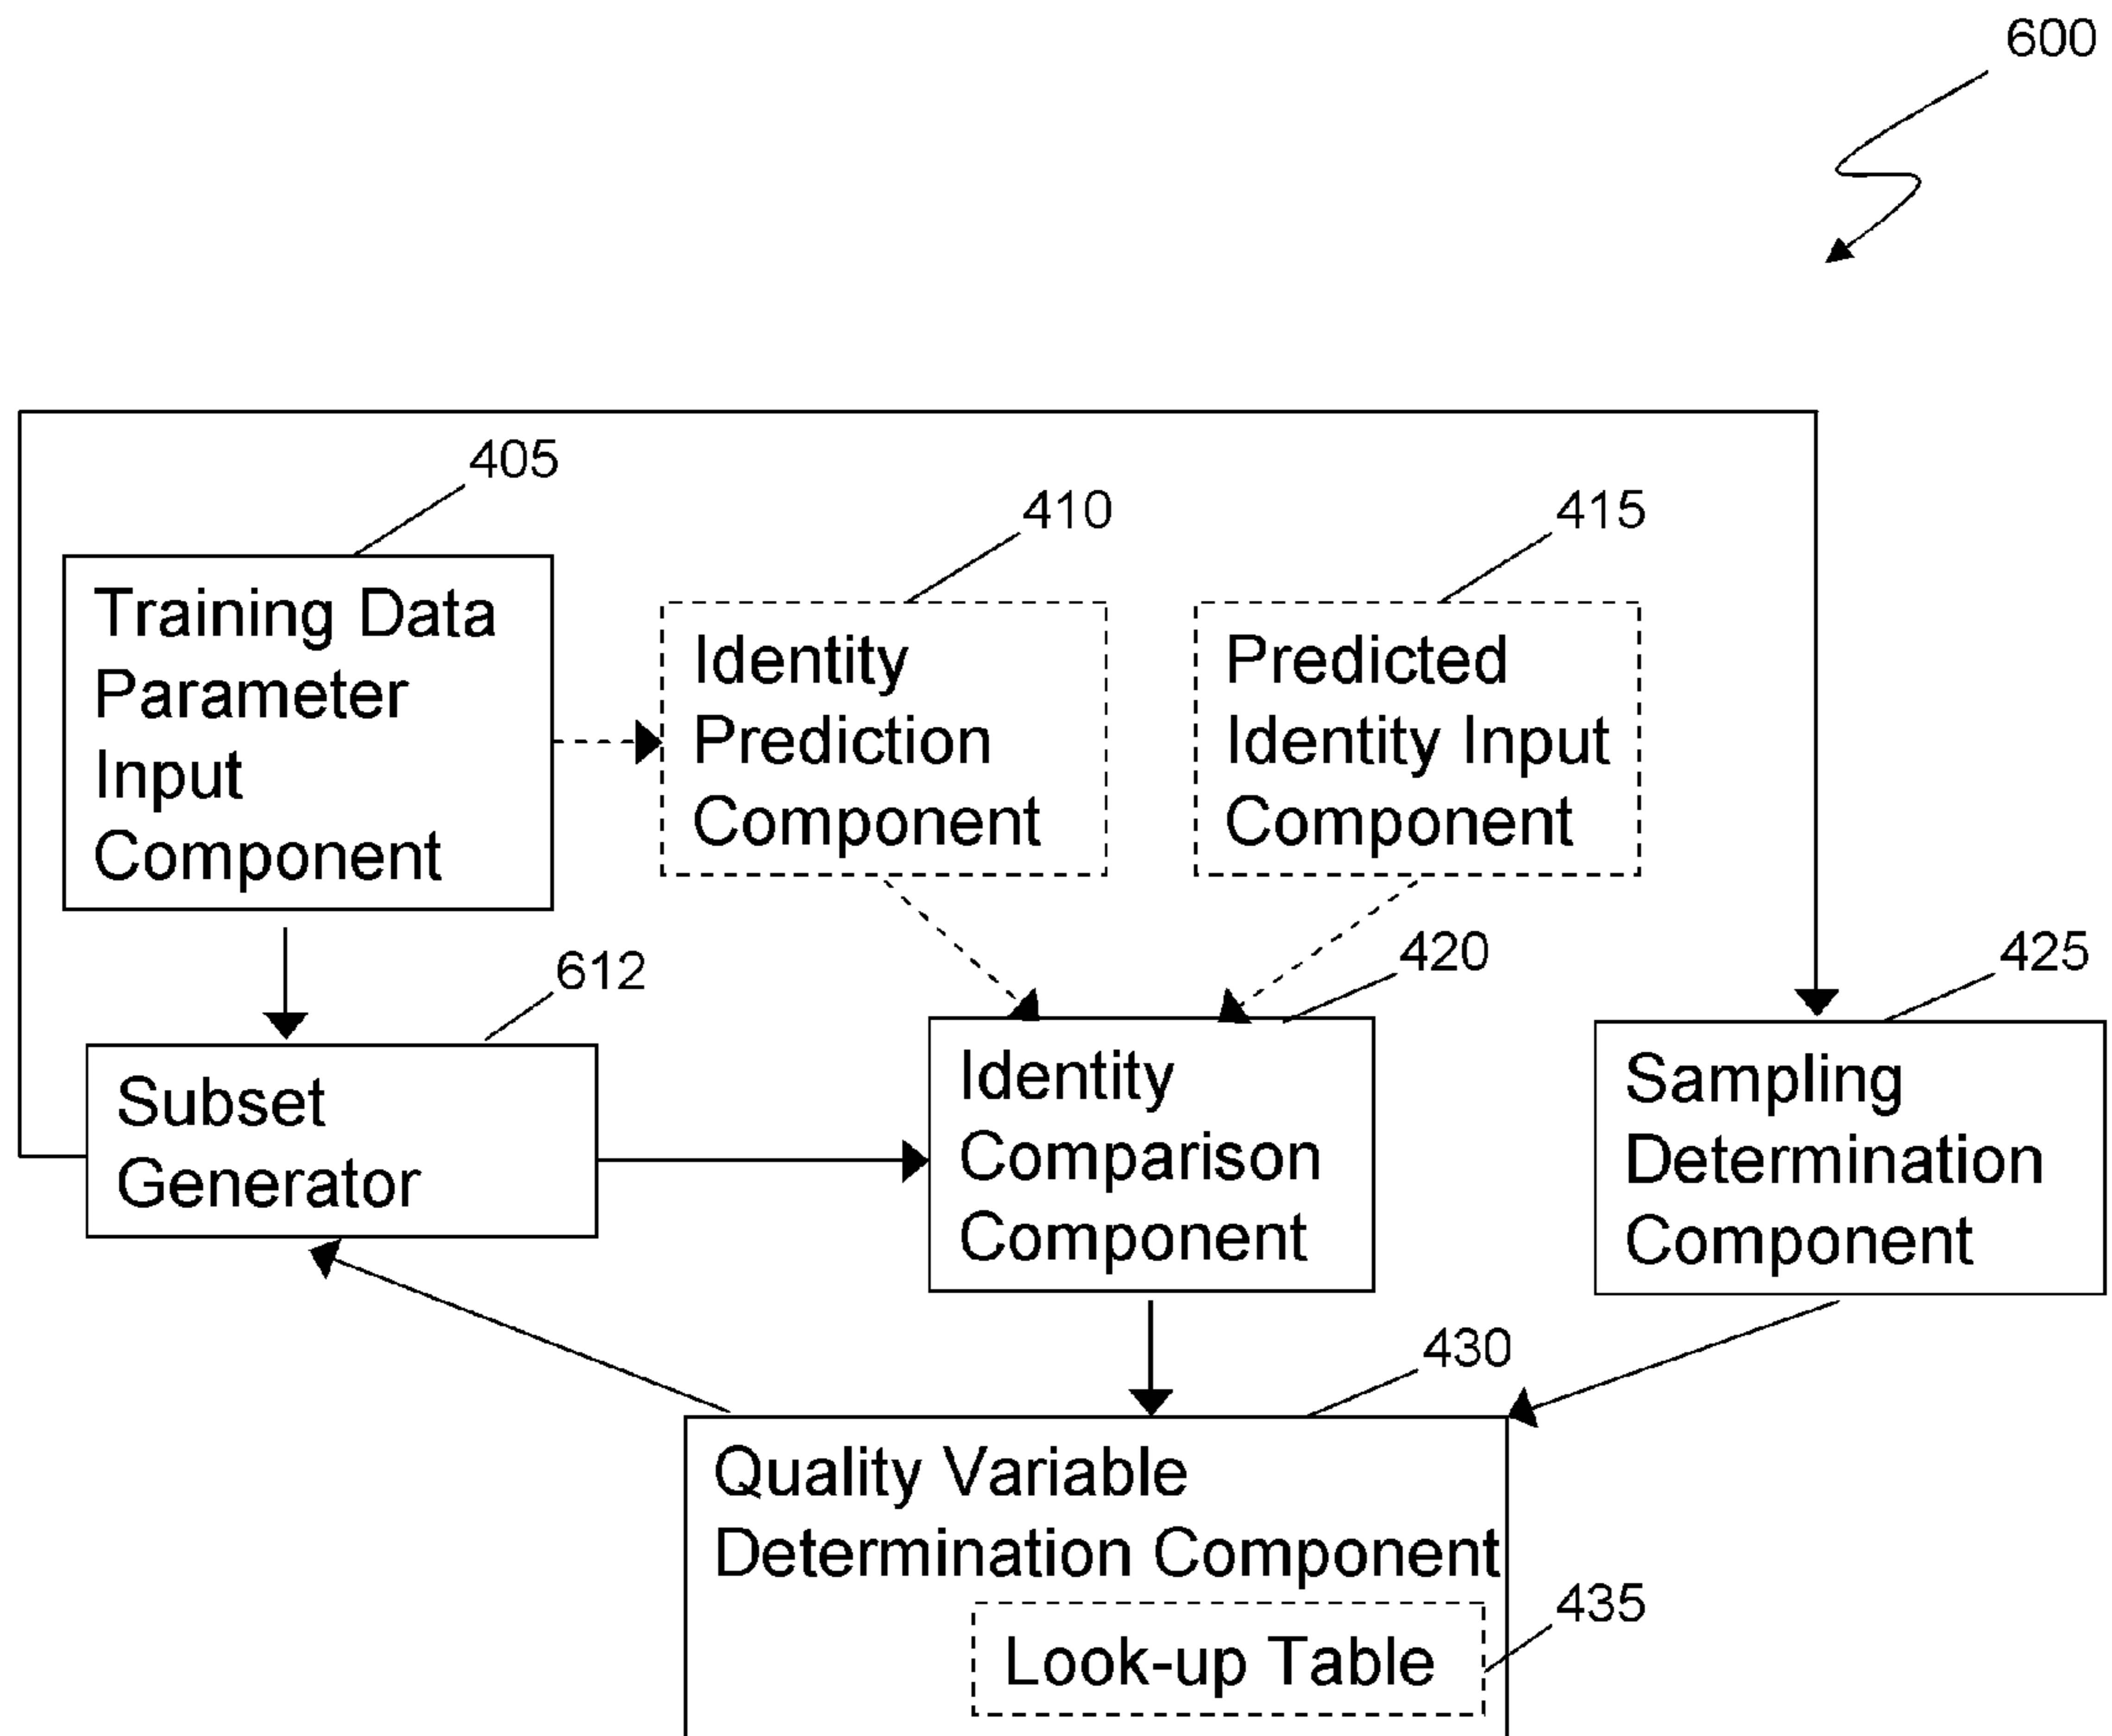 600
405
410
415
Training Data
Parameter
Input
Component
Identity
Prediction
Component
Predicted
Identity Input
Component
612
420
425
Subset
Generator
Identity
Comparison
Component
Sampling
Determination
Component
430
Quality Variable
Determination Component
435
Look-up Table